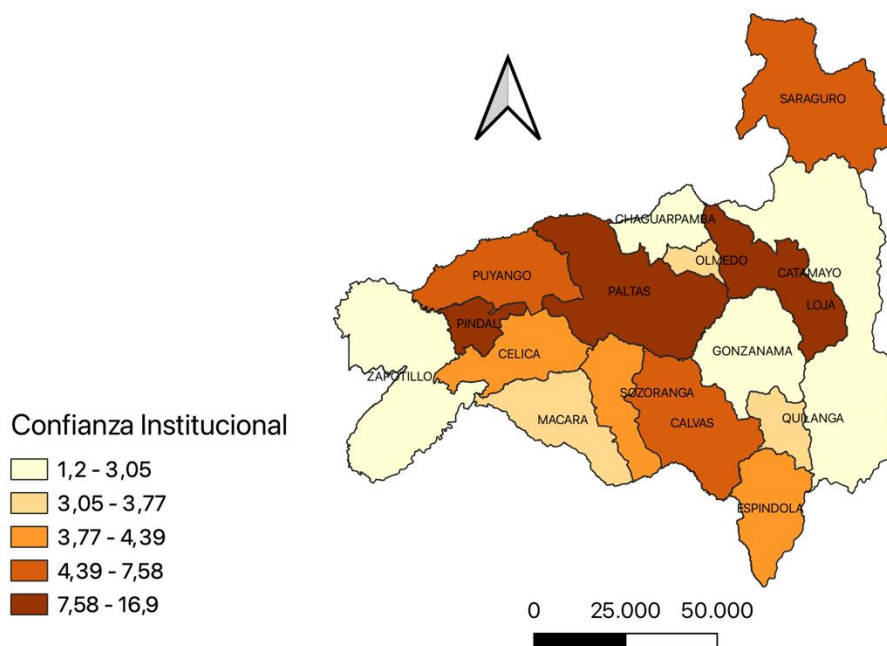 SARAGURO
CHAGUARPAMBA
OLMEDO
CATAMAYO
PUYANGO
PALTAS
LOJA
PINDAL
GONZANAMA
CELICA
ZAPOTILLO
SOZORANGA
MACARA
CALVAS
QUILANGA
ESPINDOLA
Confianza Institucional
1,2 - 3,05
3,05 - 3,77
3,77 - 4,39
4,39 - 7,58
7,58 - 16,9
0 25.000 50.000